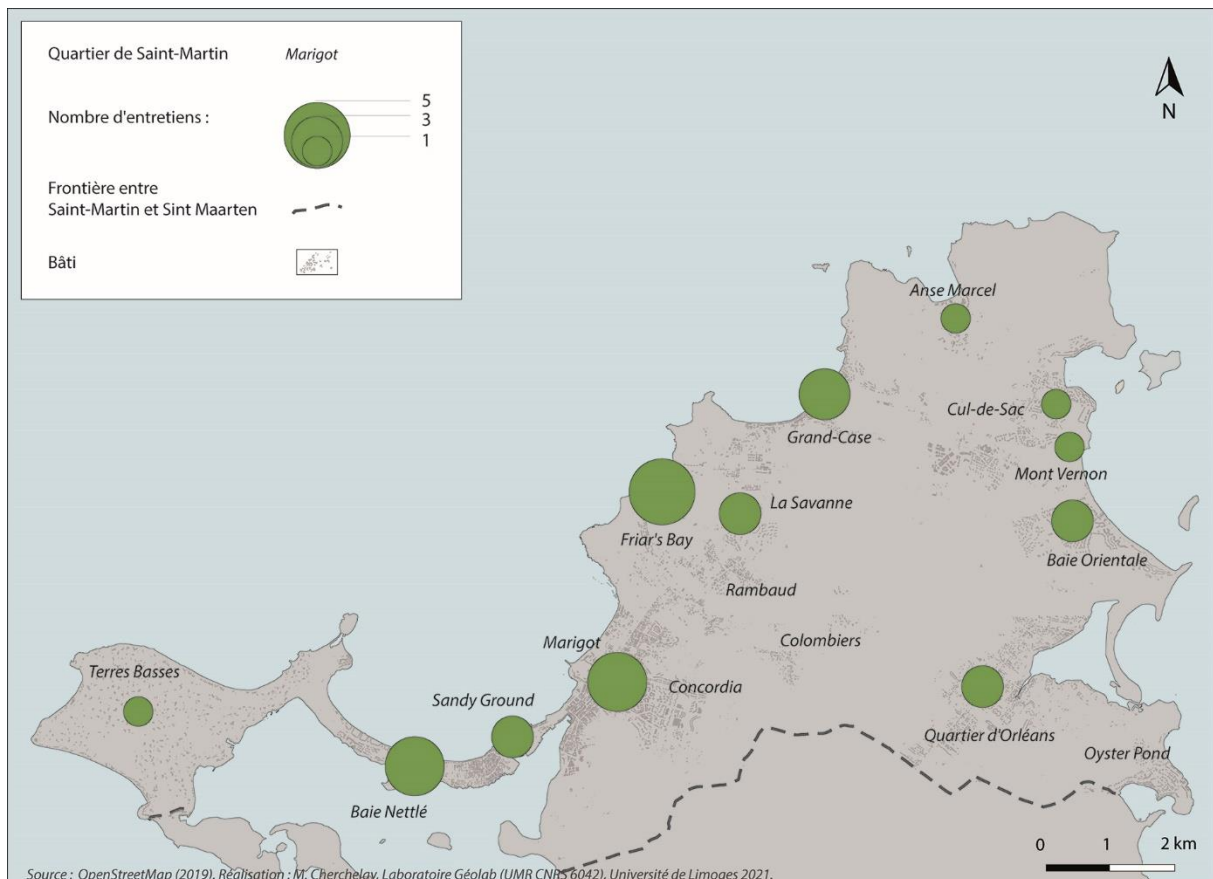 Quartier de Saint-Martin Marigot
Nombre d'entretiens :
5
3
1
Frontière entre
Saint-Martin et Sint Maarten
Bâti
N
Anse Marcel
Cul-de-Sac
Grand-Case
Mont Vernon
La Savanne
Friar's Bay
Baie Orientale
Rambaud
Marigot
Colombiers
Terres Basses
Concordia
Sandy Ground
Quartier d'Orléans
Oyster Pond
Baie Nettlé
0 1 2 km
Source : OpenStreetMap (2019). Réalisation : M. Cherchelay, Laboratoire Géolab (UMR CNRS 6042), Université de Limoges 2021.